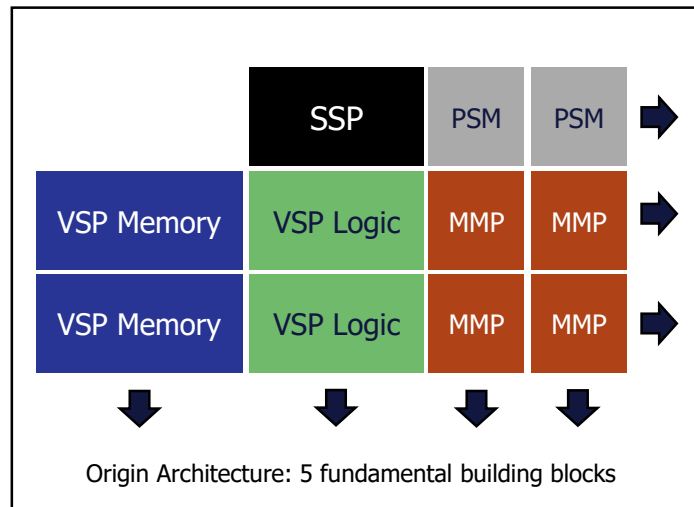 SSP PSM PSM
VSP Memory VSP Logic MMP MMP
VSP Memory VSP Logic MMP MMP
Origin Architecture: 5 fundamental building blocks